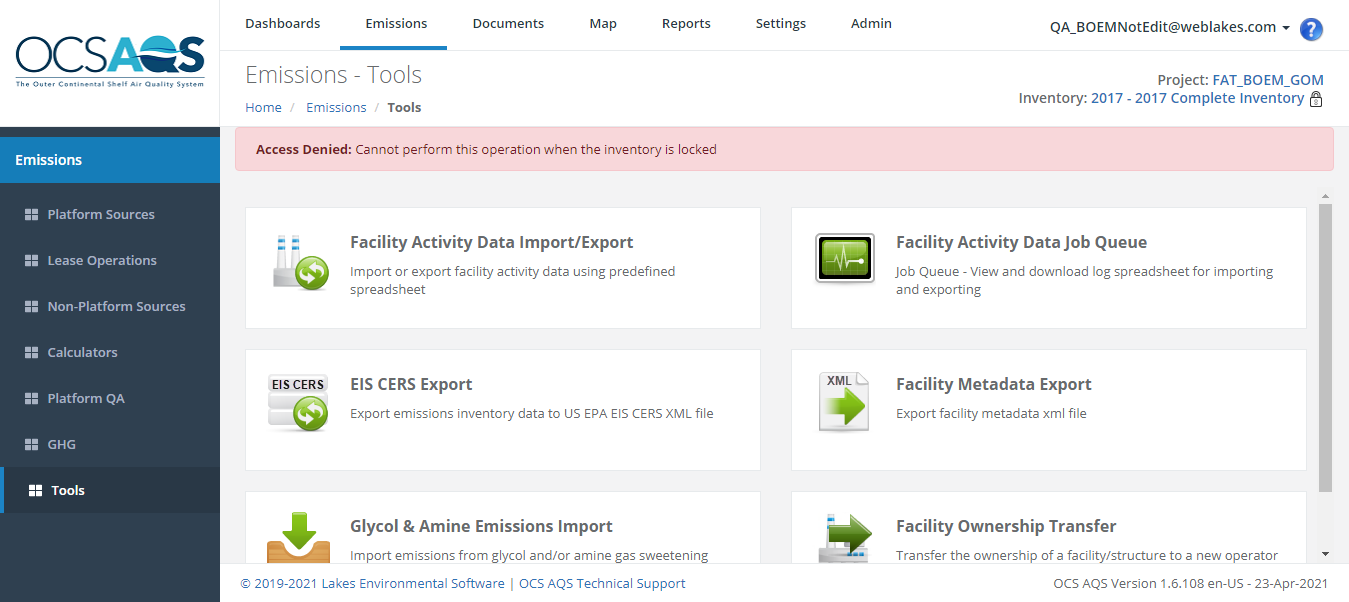 OCSAQS
The Outer Continental Shelf Air Quality System
Dashboards Emissions Documents Map Reports Settings Admin
QA_BOEMNotEdit@weblakes.com
?
Emissions - Tools
Home / Emissions / Tools
Project: FAT_BOEM_GOM
Inventory: 2017 - 2017 Complete Inventory
Access Denied: Cannot perform this operation when the inventory is locked
Emissions
Platform Sources
Lease Operations
Non-Platform Sources
Calculators
Platform QA
GHG
Tools
Facility Activity Data Import/Export
Import or export facility activity data using predefined
spreadsheet
Facility Activity Data Job Queue
Job Queue - View and download log spreadsheet for importing
and exporting
EIS CERS
EIS CERS Export
Export emissions inventory data to US EPA EIS CERS XML file
XML
Facility Metadata Export
Export facility metadata xml file
Glycol & Amine Emissions Import
Import emissions from glycol and/or amine gas sweetening
Facility Ownership Transfer
Transfer the ownership of a facility/structure to a new operator
© 2019-2021 Lakes Environmental Software | OCS AQS Technical Support
OCS AQS Version 1.6.108 en-US - 23-Apr-2021